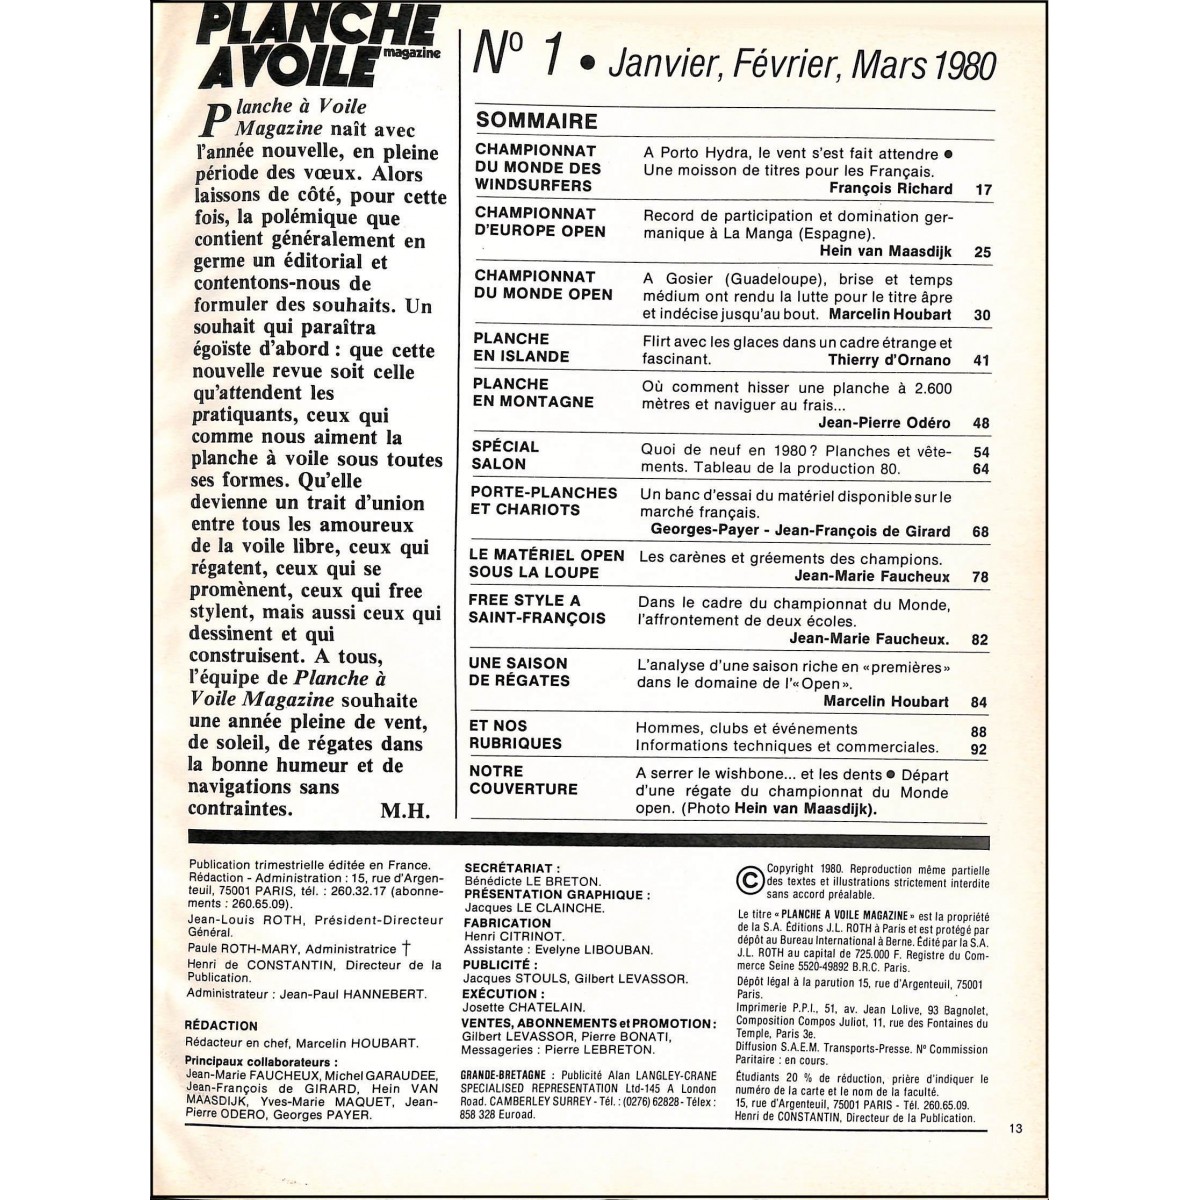 PLANCHE
A VOILE
magazine
Planche à Voile
Magazine naît avec
l'année nouvelle, en pleine
période des vœux. Alors
laissons de côté, pour cette
fois, la polémique que
contient généralement en
germe un éditorial et
contentons-nous de
formuler des souhaits. Un
souhait qui paraîtra
égoïste d'abord : que cette
nouvelle revue soit celle
qu'attendent les
pratiquants, ceux qui
comme nous aiment la
planche à voile sous toutes
ses formes. Qu'elle
devienne un trait d'union
entre tous les amoureux
de la voile libre, ceux qui
régatent, ceux qui se
promènent, ceux qui free
stylent, mais aussi ceux qui
dessinent et qui
construisent. A tous,
l'équipe de Planche à
Voile Magazine souhaite
une année pleine de vent,
de soleil, de régates dans
la bonne humeur et de
navigations sans
contraintes. M.H.
N° 1 • Janvier, Février, Mars 1980
SOMMAIRE
CHAMPIONNAT
DU MONDE DES
WINDSURFERS
A Porto Hydra, le vent s'est fait attendre ●
Une moisson de titres pour les Français.
François Richard 17
CHAMPIONNAT
D'EUROPE OPEN
Record de participation et domination ger-
manique à La Manga (Espagne).
Hein van Maasdijk 25
CHAMPIONNAT
DU MONDE OPEN
A Gosier (Guadeloupe), brise et temps
médium ont rendu la lutte pour le titre âpre
et indécise jusqu'au bout. Marcelin Houbart 30
PLANCHE
EN ISLANDE
Flirt avec les glaces dans un cadre étrange et
fascinant. Thierry d'Ornano 41
PLANCHE
EN MONTAGNE
Où comment hisser une planche à 2.600
mètres et naviguer au frais...
Jean-Pierre Odéro 48
SPÉCIAL
SALON
Quoi de neuf en 1980 ? Planches et vête- 54
ments. Tableau de la production 80. 64
PORTE-PLANCHES
ET CHARIOTS
Un banc d'essai du matériel disponible sur le
marché français.
Georges-Payer - Jean-François de Girard 68
LE MATÉRIEL OPEN
SOUS LA LOUPE
Les carènes et gréements des champions.
Jean-Marie Faucheux 78
FREE STYLE A
SAINT-FRANÇOIS
Dans le cadre du championnat du Monde,
l'affrontement de deux écoles.
Jean-Marie Faucheux. 82
UNE SAISON
DE RÉGATES
L'analyse d'une saison riche en «premières»
dans le domaine de l'«Open».
Marcelin Houbart 84
ET NOS
RUBRIQUES
Hommes, clubs et événements 88
Informations techniques et commerciales. 92
NOTRE
COUVERTURE
A serrer le wishbone... et les dents ● Départ
d'une régate du championnat du Monde
open. (Photo Hein van Maasdijk).
Publication trimestrielle éditée en France.
Rédaction - Administration : 15, rue d'Argen-
teuil, 75001 PARIS, tél. : 260.32.17 (abonne-
ments : 260.65.09).
Jean-Louis ROTH, Président-Directeur
Général.
Paule ROTH-MARY, Administratrice †
Henri de CONSTANTIN, Directeur de la
Publication.
Administrateur : Jean-Paul HANNEBERT.
RÉDACTION
Rédacteur en chef, Marcelin HOUBART.
Principaux collaborateurs :
Jean-Marie FAUCHEUX, Michel GARAUDEE,
Jean-François de GIRARD, Hein VAN
MAASDIJK, Yves-Marie MAQUET, Jean-
Pierre ODERO, Georges PAYER.
SECRÉTARIAT :
Bénédicte LE BRETON.
PRÉSENTATION GRAPHIQUE :
Jacques LE CLAINCHE.
FABRICATION
Henri CITRINOT.
Assistante : Evelyne LIBOUBAN.
PUBLICITÉ :
Jacques STOULS, Gilbert LEVASSOR.
EXÉCUTION :
Josette CHATELAIN.
VENTES, ABONNEMENTS et PROMOTION :
Gilbert LEVASSOR, Pierre BONATI,
Messageries : Pierre LEBRETON.
GRANDE-BRETAGNE : Publicité Alan LANGLEY-CRANE
SPECIALISED REPRESENTATION Ltd-145 A London
Road. CAMBERLEY SURREY - Tél. : (0276) 62828 - Télex :
858 328 Euroad.
© Copyright 1980. Reproduction même partielle
des textes et illustrations strictement interdite
sans accord préalable.
Le titre «PLANCHE A VOILE MAGAZINE» est la propriété
de la S.A. Éditions J.L. ROTH à Paris et est protégé par
dépôt au Bureau International à Berne. Édité par la S.A.
J.L. ROTH au capital de 725.000 F. Registre du Com-
merce Seine 5520-49892 B.R.C. Paris.
Dépôt légal à la parution 15, rue d'Argenteuil, 75001
Paris.
Imprimerie P.P.I., 51, av. Jean Lolive, 93 Bagnolet,
Composition Compos Juliot, 11, rue des Fontaines du
Temple, Paris 3e.
Diffusion S.A.E.M. Transports-Presse. N° Commission
Paritaire : en cours.
Étudiants 20 % de réduction, prière d'indiquer le
numéro de la carte et le nom de la faculté.
15, rue d'Argenteuil, 75001 PARIS - Tél. 260.65.09.
Henri de CONSTANTIN, Directeur de la Publication.
13